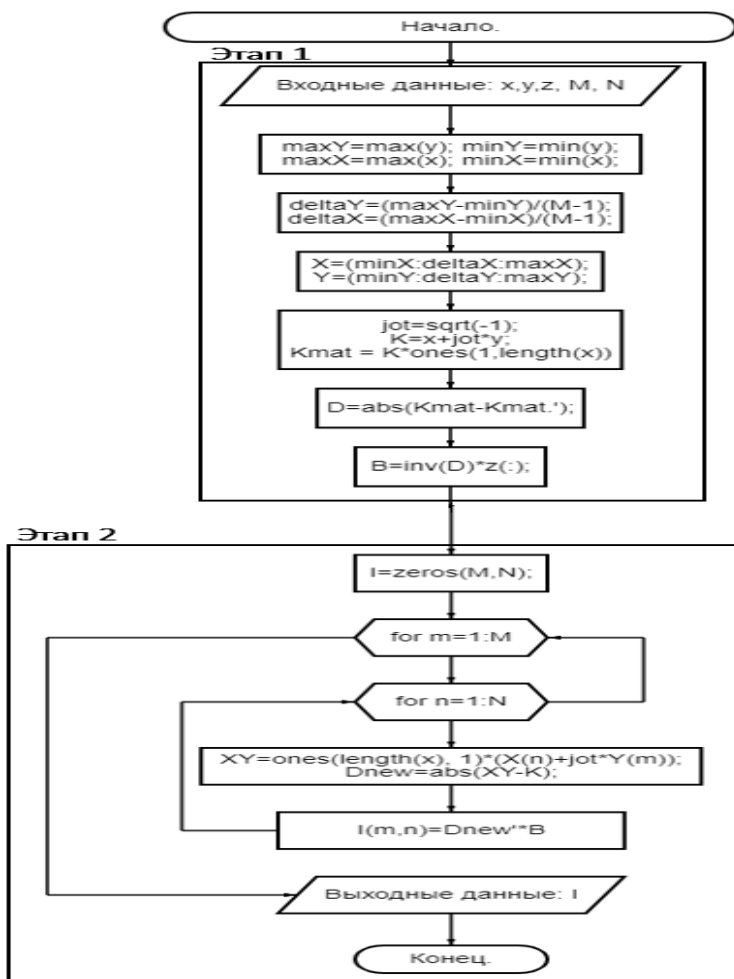 Начало.
Этап 1
Входные данные: x,y,z, M, N
maxY=max(y); minY=min(y);
maxX=max(x); minX=min(x);
deltaY=(maxY-minY)/(M-1);
deltaX=(maxX-minX)/(M-1);
X=(minX:deltaX:maxX);
Y=(minY:deltaY:maxY);
jot=sqrt(-1);
K=x+jot*y;
Kmat = K*ones(1,length(x))
D=abs(Kmat-Kmat.');
B=inv(D)*z(:);
Этап 2
I=zeros(M,N);
for m=1:M
for n=1:N
XY=ones(length(x), 1)*(X(n)+jot*Y(m));
Dnew=abs(XY-K);
I(m,n)=Dnew'*B
Выходные данные: I
Конец.